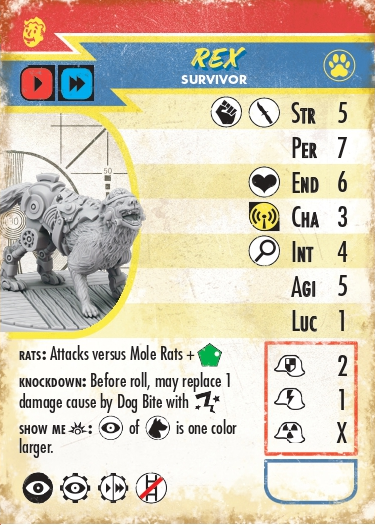 REX
SURVIVOR
STR 5
PER 7
END 6
CHA 3
INT 4
AGI 5
LUC 1
50
10
RATS: Attacks versus Mole Rats +
KNOCKDOWN: Before roll, may replace 1
damage cause by Dog Bite with
SHOW ME : of is one color
larger.
2
1
X